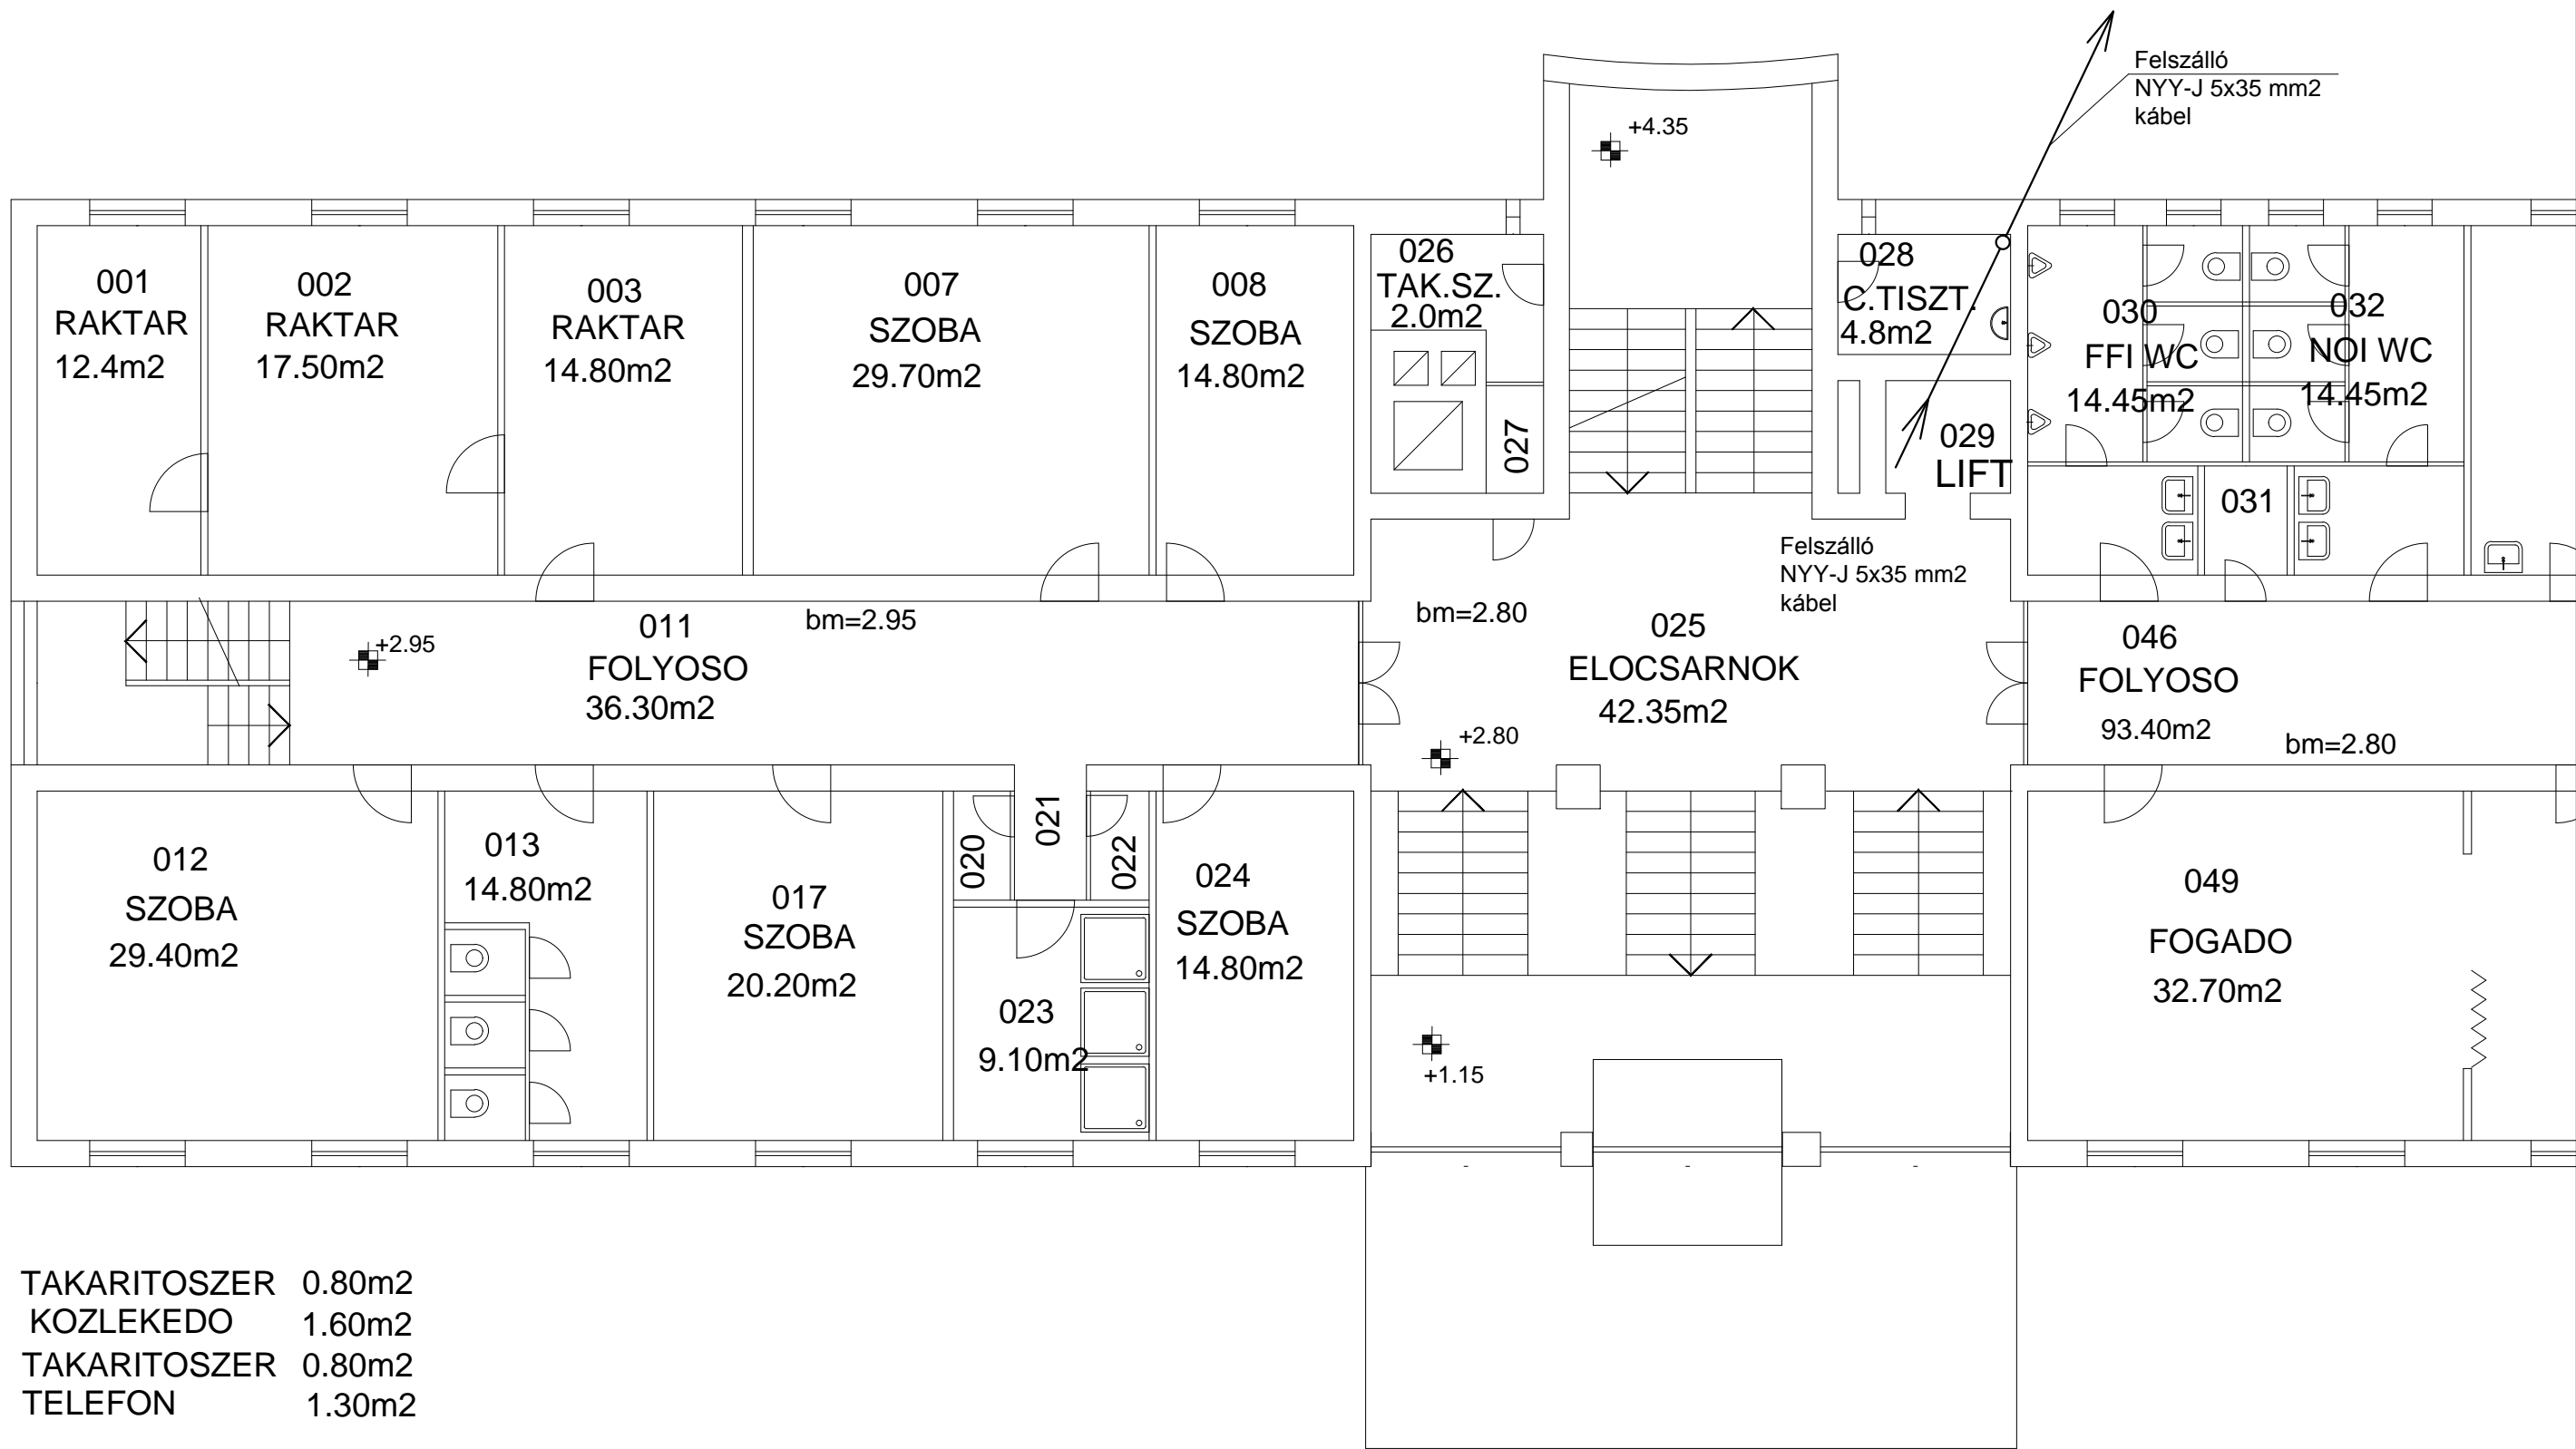 Felszálló
NYY-J 5x35 mm2
kábel
+4.35
001
RAKTAR
12.4m2
002
RAKTAR
17.50m2
003
RAKTAR
14.80m2
007
SZOBA
29.70m2
008
SZOBA
14.80m2
026
TAK.SZ.
2.0m2
027
028
C.TISZT.
4.8m2
029
LIFT
030
FFI WC
14.45m2
032
NOI WC
14.45m2
031
Felszálló
NYY-J 5x35 mm2
kábel
+2.95
011
FOLYOSO
36.30m2
bm=2.95
bm=2.80
025
ELOCSARNOK
42.35m2
+2.80
046
FOLYOSO
93.40m2
bm=2.80
012
SZOBA
29.40m2
013
14.80m2
017
SZOBA
20.20m2
020
021
022
023
9.10m2
024
SZOBA
14.80m2
+1.15
049
FOGADO
32.70m2
TAKARITOSZER 0.80m2
KOZLEKEDO 1.60m2
TAKARITOSZER 0.80m2
TELEFON 1.30m2